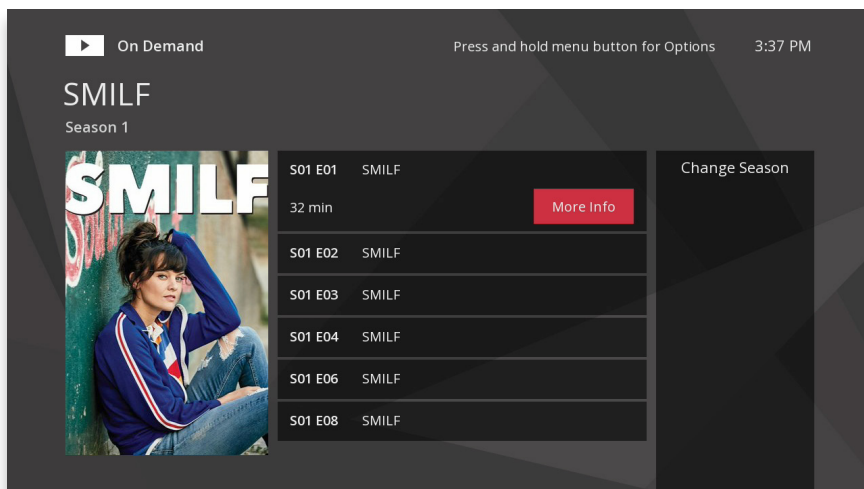 On Demand
Press and hold menu button for Options 3:37 PM
SMILF
Season 1
SMILF
S01 E01 SMILF
32 min More Info
S01 E02 SMILF
S01 E03 SMILF
S01 E04 SMILF
S01 E06 SMILF
S01 E08 SMILF
Change Season